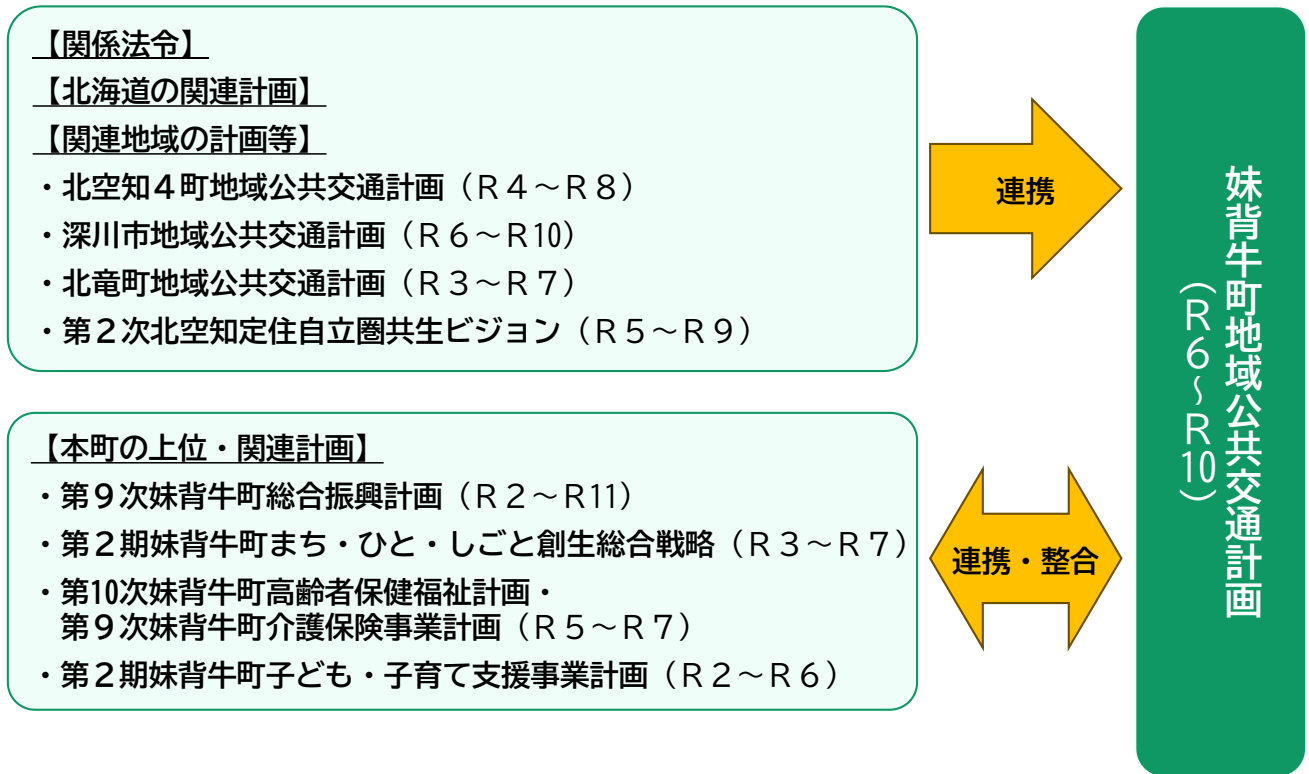 【関係法令】
【北海道の関連計画】
【関連地域の計画等】
・北空知４町地域公共交通計画（Ｒ４～Ｒ８）
・深川市地域公共交通計画（Ｒ６～Ｒ10）
・北竜町地域公共交通計画（Ｒ３～Ｒ７）
・第２次北空知定住自立圏共生ビジョン（Ｒ５～Ｒ９）
連携
【本町の上位・関連計画】
・第９次妹背牛町総合振興計画（Ｒ２～Ｒ11）
・第２期妹背牛町まち・ひと・しごと創生総合戦略（Ｒ３～Ｒ７）
・第10次妹背牛町高齢者保健福祉計画・
第９次妹背牛町介護保険事業計画（Ｒ５～Ｒ７）
・第２期妹背牛町子ども・子育て支援事業計画（Ｒ２～Ｒ６）
連携・整合
妹背牛町地域公共交通計画
（Ｒ６～Ｒ10）